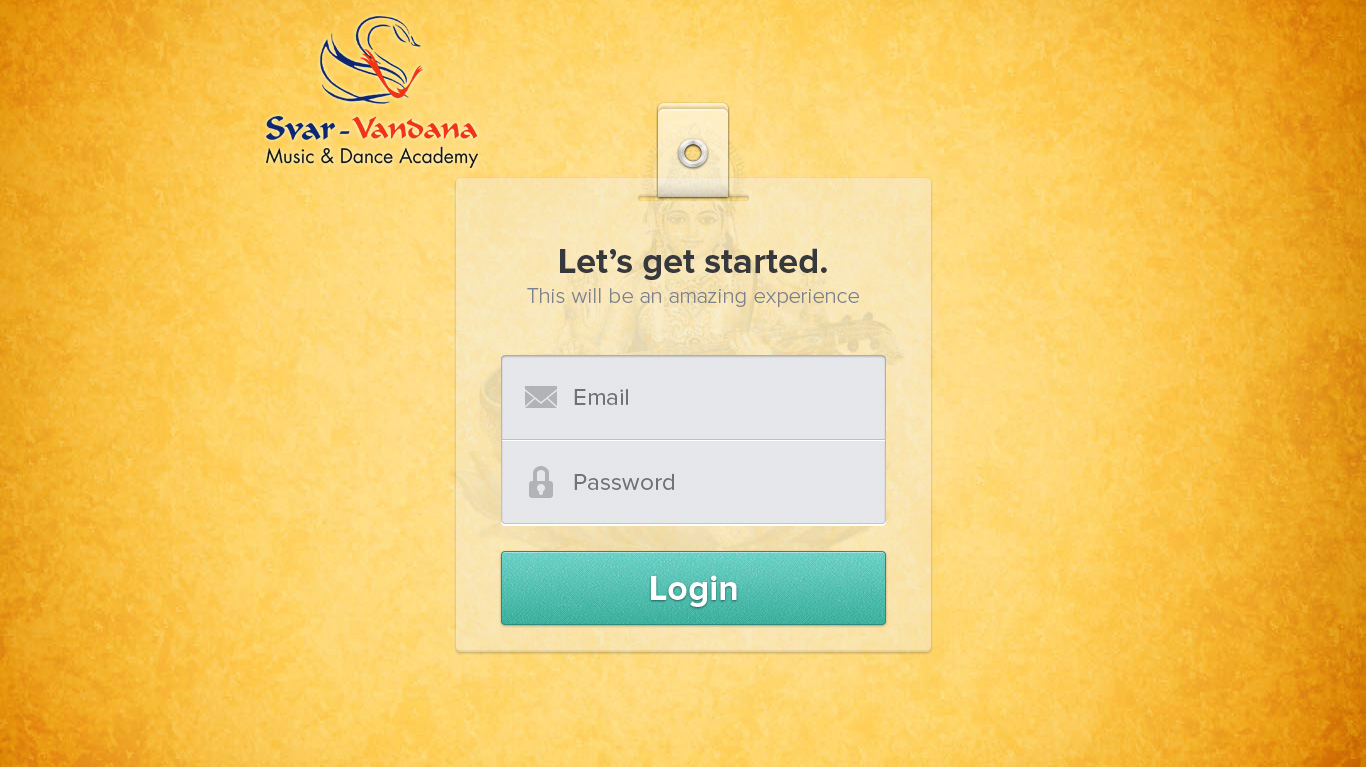 Svar-Vandana
Music & Dance Academy
Let’s get started.
This will be an amazing experience
Email
Password
Login